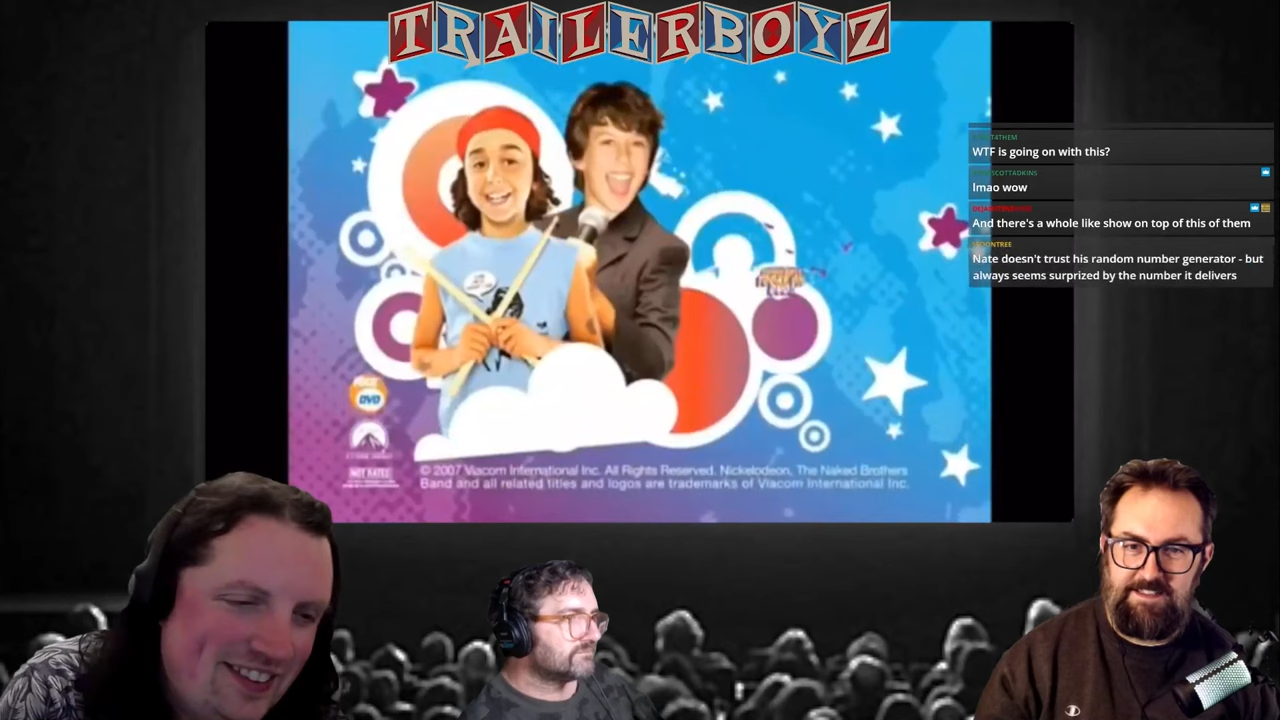 TRAILERBOYZ
WTF is going on with this?
lmao wow
And there's a whole like show on top of this of them
Nate doesn't trust his random number generator - but
always seems surprized by the number it delivers
DVD
NOT RATED
© 2007 Viacom International Inc. All Rights Reserved. Nickelodeon, The Naked Brothers
Band and all related titles and logos are trademarks of Viacom International Inc.